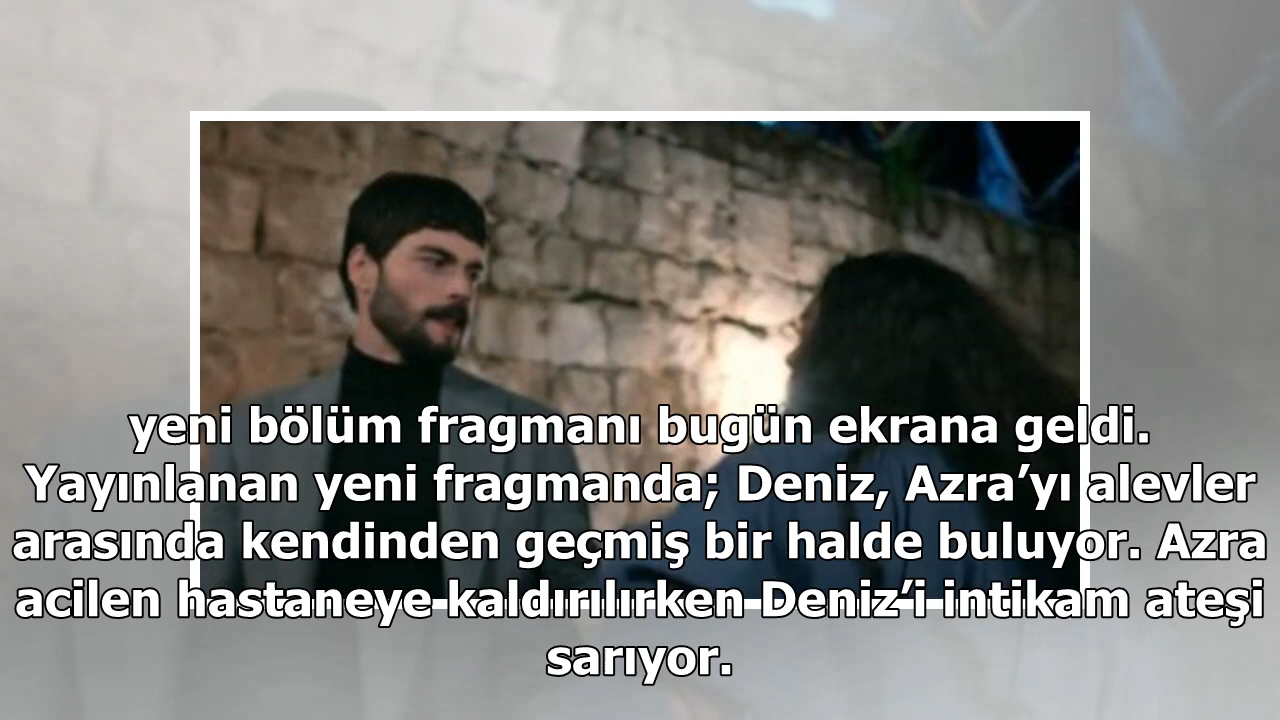 yeni bölüm fragmanı bugün ekrana geldi.
Yayınlanan yeni fragmanda; Deniz, Azra’yı alevler
arasında kendinden geçmiş bir halde buluyor. Azra
acilen hastaneye kaldırılırken Deniz’i intikam ateşi
sarıyor.